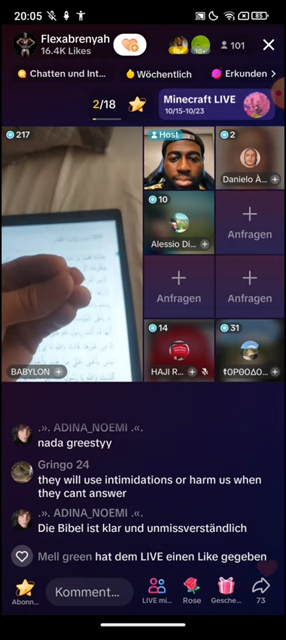 20:05
85
Flexabrenyah
16.4K Likes
10+
101
Chatten und Int...
Wöchentlich
Erkunden
2/18
Minecraft LIVE
10/15-10/23
217
Host
2
Danielo À...
10
Alessio Di...
Anfragen
Anfragen
Anfragen
14
31
BABYLON
HAJI R...
ŧOPΘOΔO...
.». ADINA_NOEMI .«.
nada greestyy
Gringo 24
they will use intimidations or harm us when
they cant answer
.». ADINA_NOEMI .«.
Die Bibel ist klar und unmissverständlich
Mell green hat dem LIVE einen Like gegeben
Komment...
Abonn...
LIVE mi...
Rose
Gesche...
73